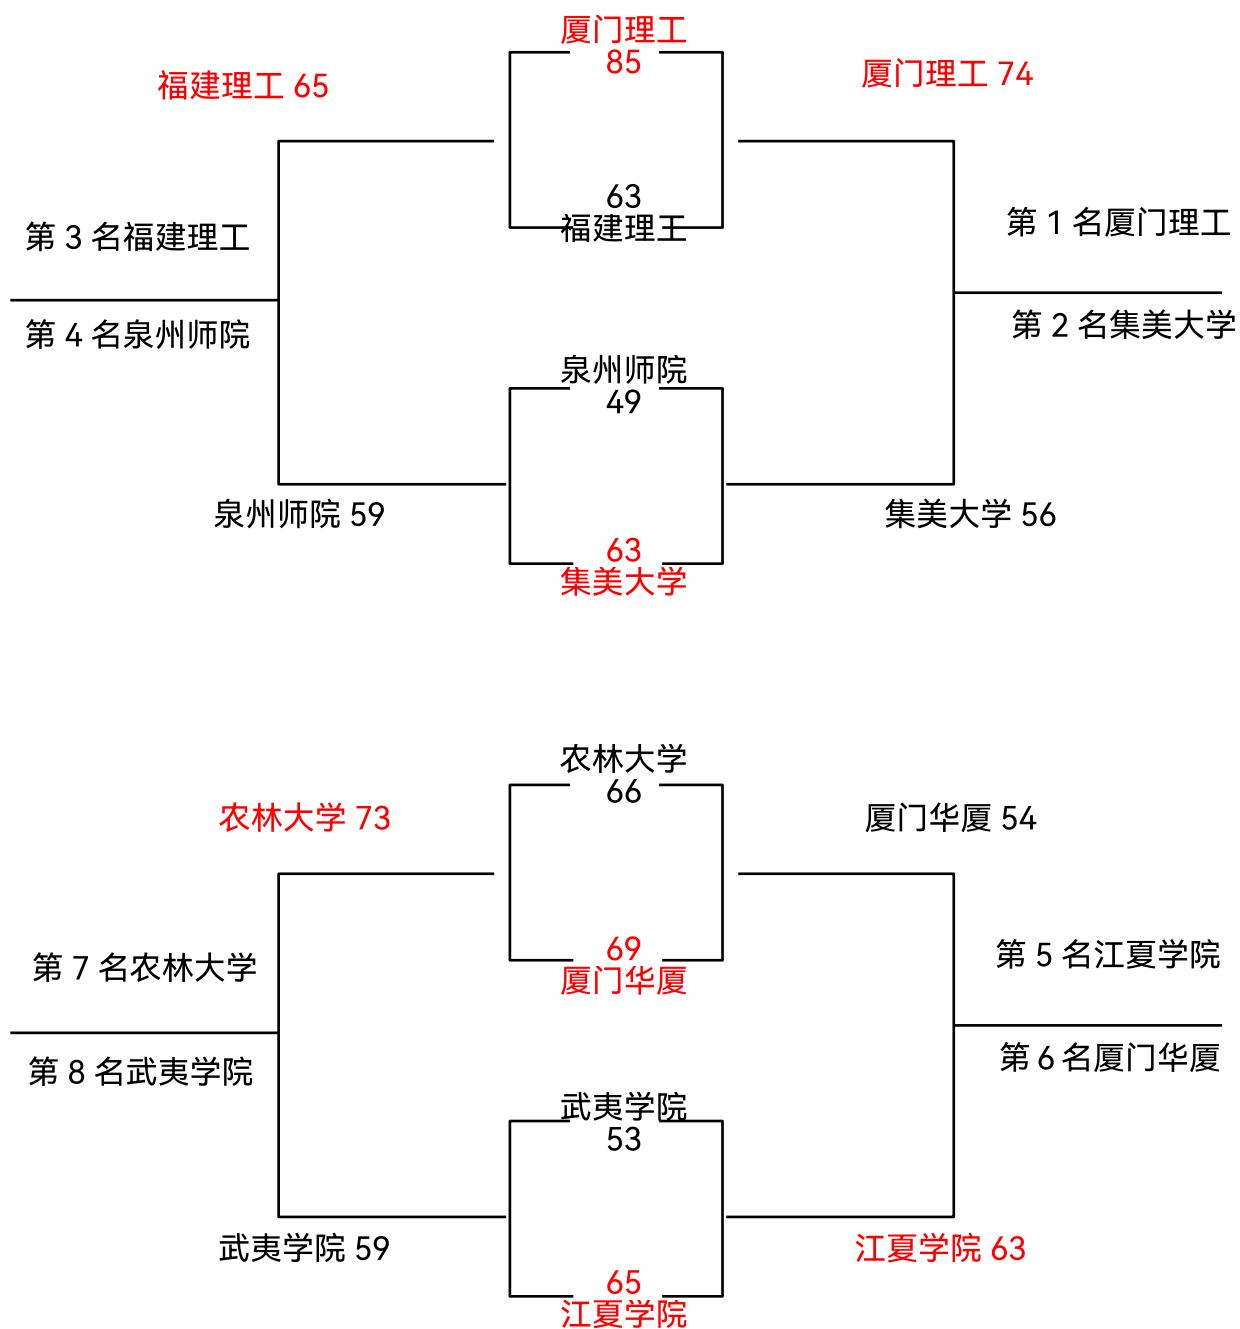 厦门理工
85
福建理工 65
厦门理工 74
63
福建理工
第 3 名福建理工
第 1 名厦门理工
第 4 名泉州师院
第 2 名集美大学
泉州师院
49
泉州师院 59
集美大学 56
63
集美大学
农林大学
66
农林大学 73
厦门华厦 54
69
厦门华厦
第 7 名农林大学
第 5 名江夏学院
第 8 名武夷学院
第 6 名厦门华厦
武夷学院
53
武夷学院 59
江夏学院 63
65
江夏学院